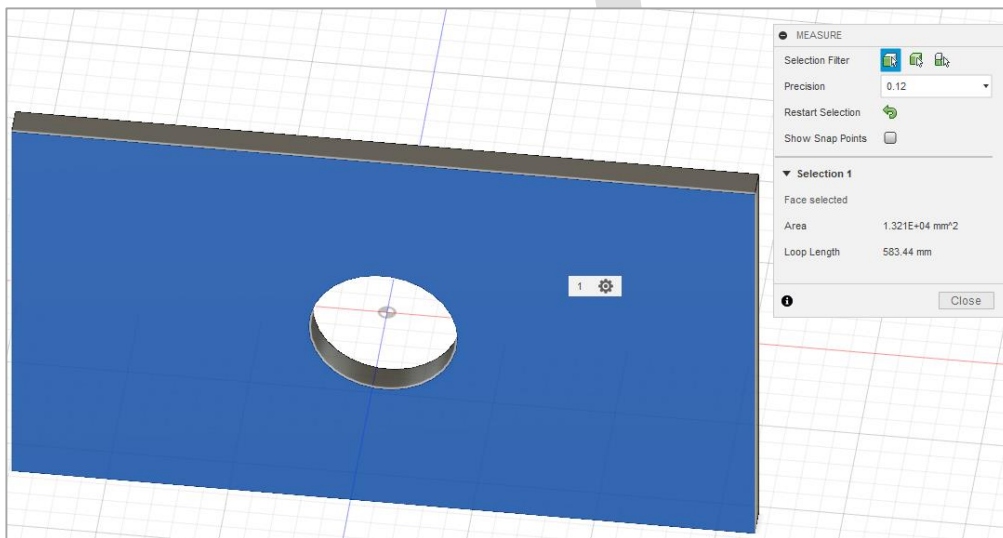 MEASURE
Selection Filter
Precision 0.12
Restart Selection
Show Snap Points
Selection 1
Face selected
Area 1.321E+04 mm^2
Loop Length 583.44 mm
Close
1